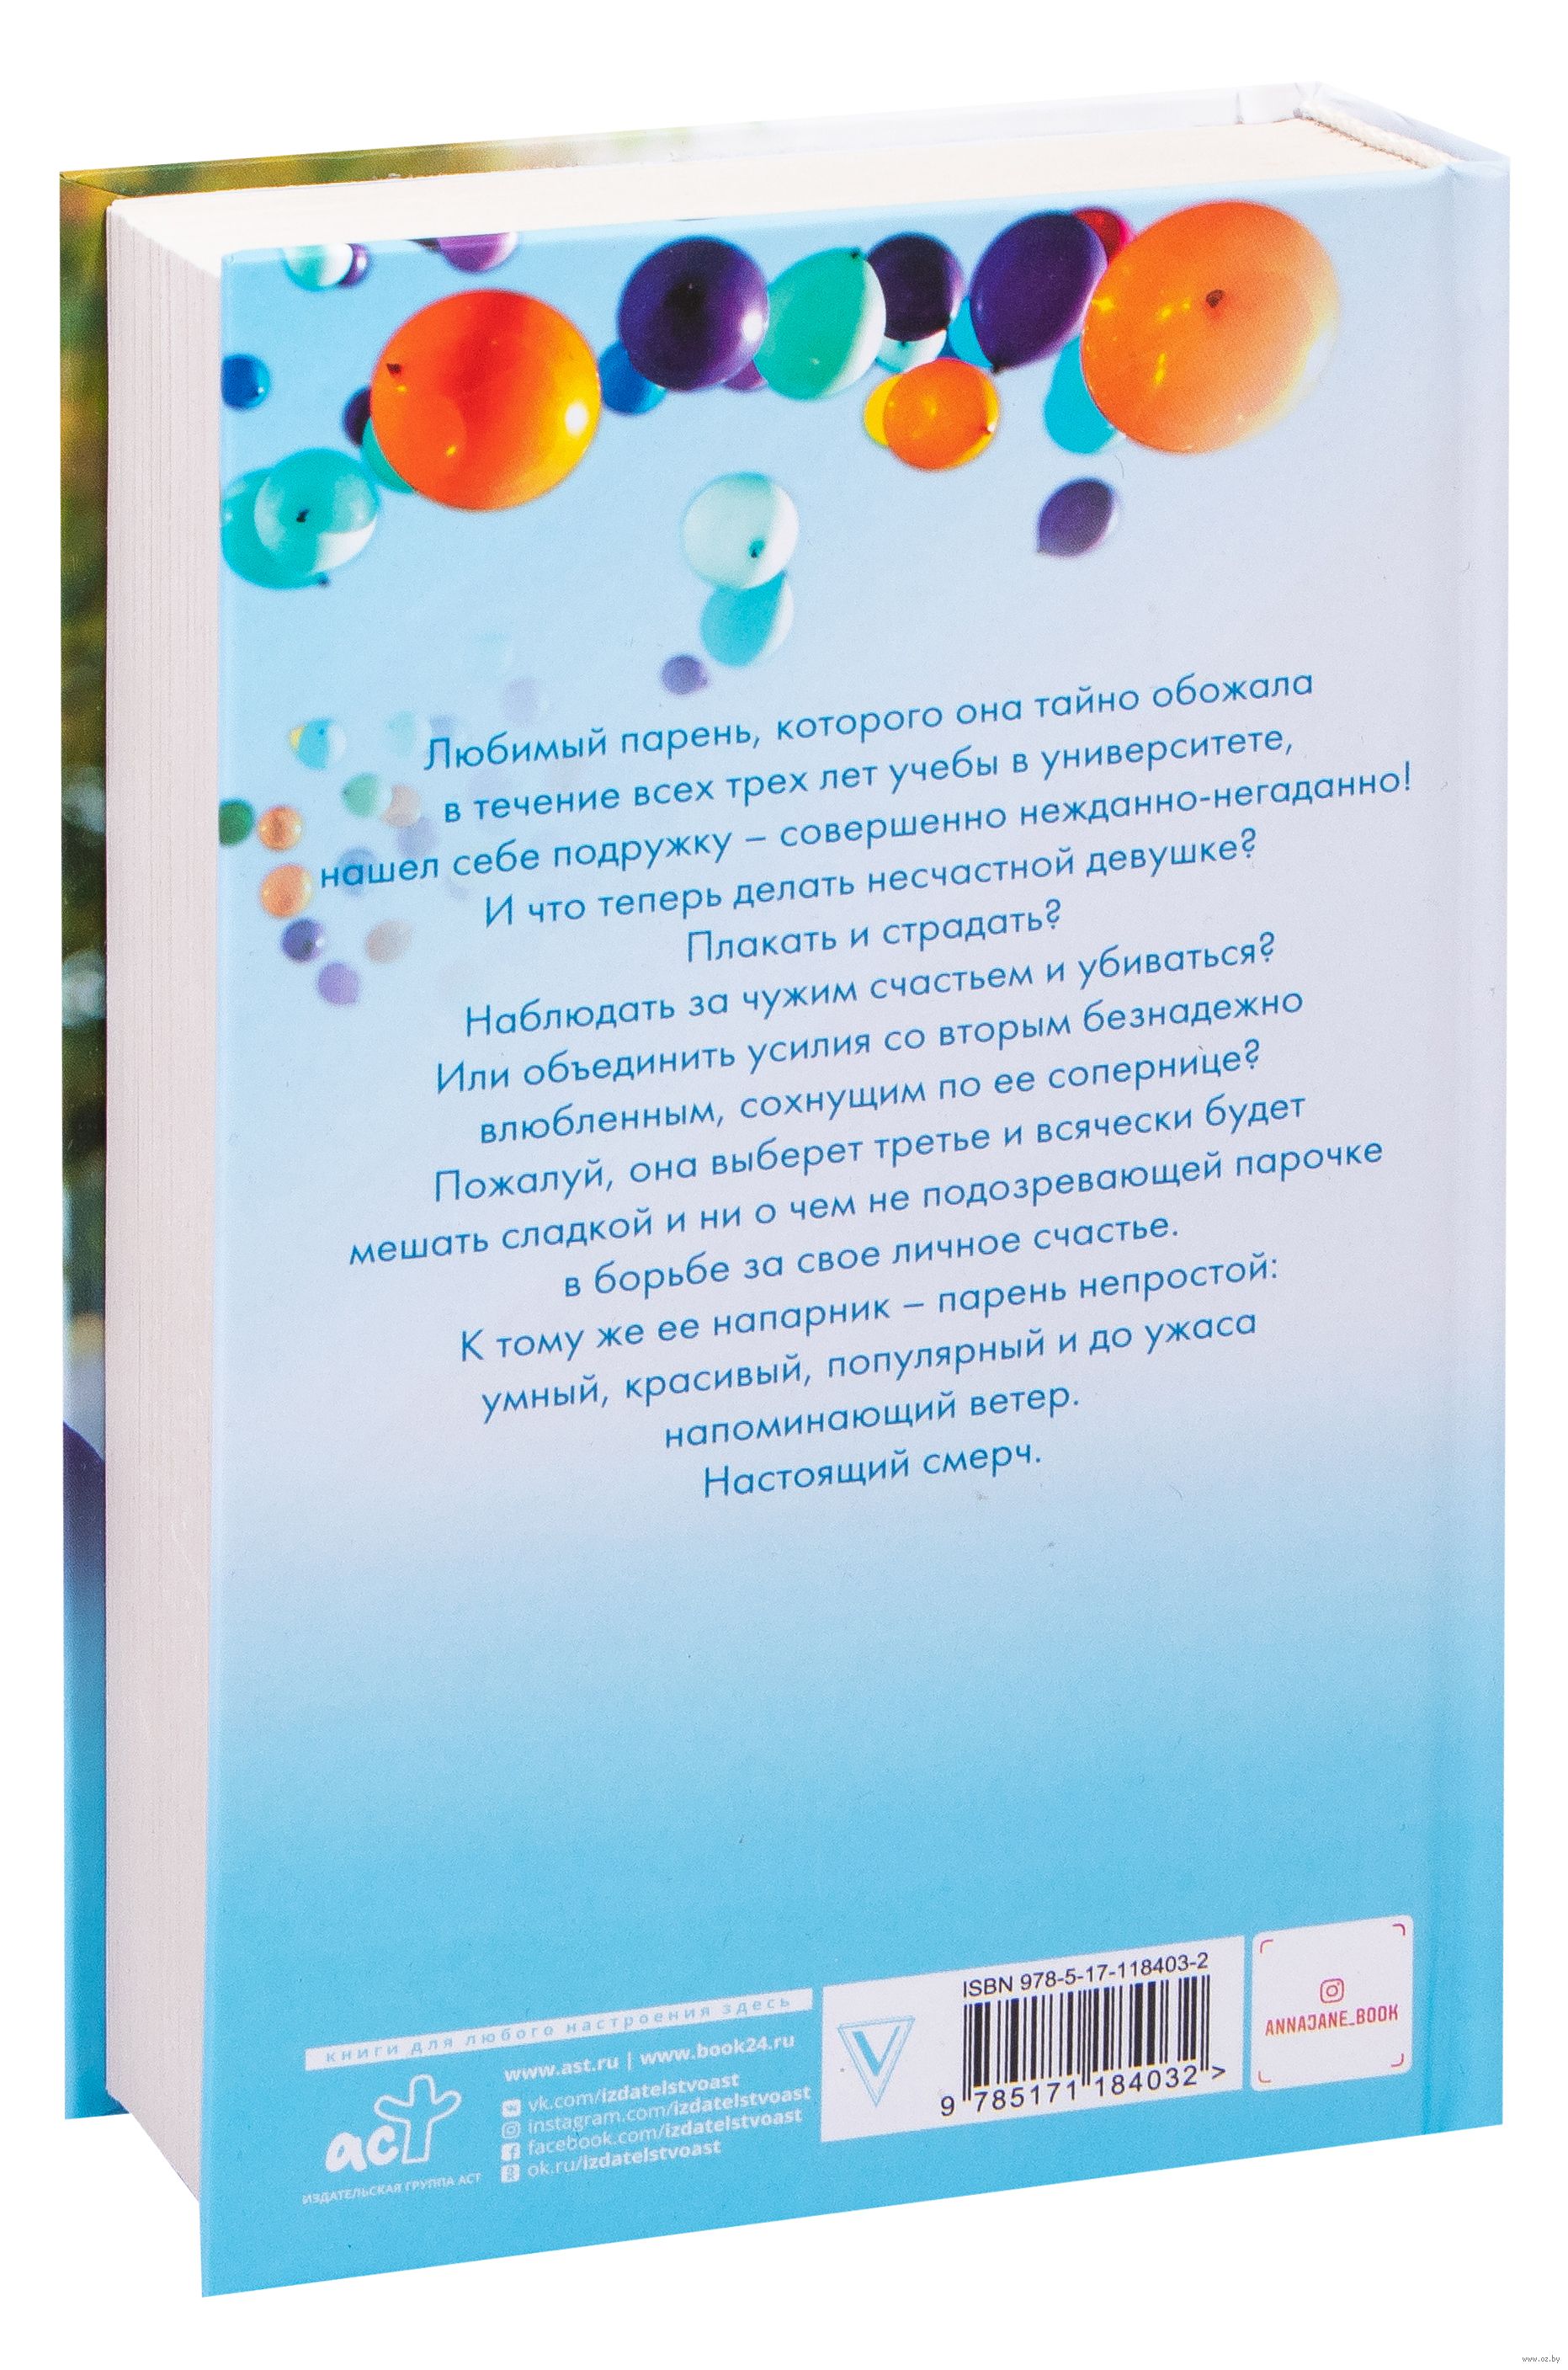 Любимый парень, которого она тайно обожала
в течение всех трех лет учебы в университете,
нашел себе подружку – совершенно нежданно-негаданно!
И что теперь делать несчастной девушке?
Плакать и страдать?
Наблюдать за чужим счастьем и убиваться?
Или объединить усилия со вторым безнадежно
влюбленным, сохнущим по ее сопернице?
Пожалуй, она выберет третье и всячески будет
мешать сладкой и ни о чем не подозревающей парочке
в борьбе за свое личное счастье.
К тому же ее напарник – парень непростой:
умный, красивый, популярный и до ужаса
напоминающий ветер.
Настоящий смерч.
книги для любого настроения здесь
аст
ИЗДАТЕЛЬСКАЯ ГРУППА АСТ
www.ast.ru | www.book24.ru
vk.com/izdatelstvoast
instagram.com/izdatelstvoast
facebook.com/izdatelstvoast
ok.ru/izdatelstvoast
V
ISBN 978-5-17-118403-2
9 785171 184032 >
ANNAJANE_BOOK
www.oz.by